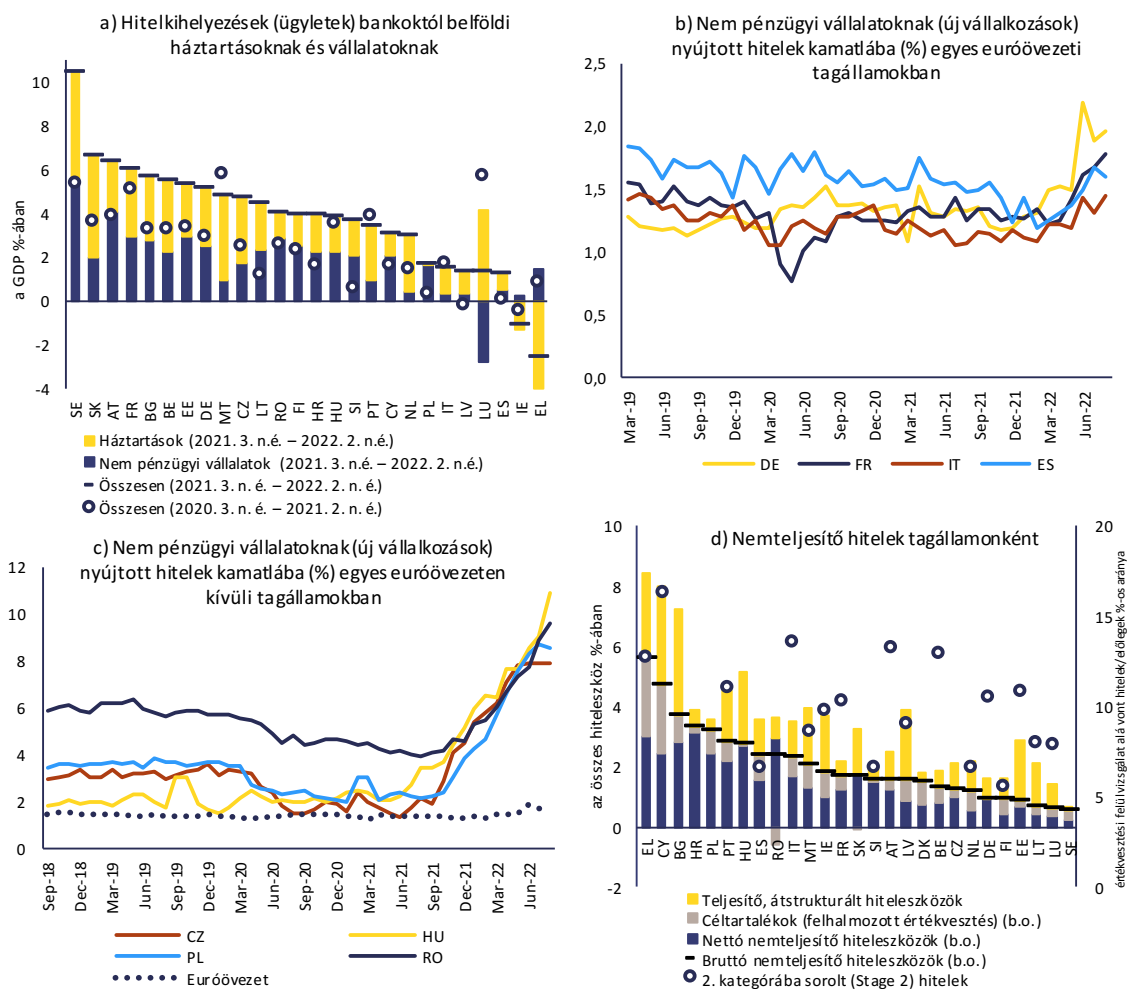 a) Hitelkihelyezések (ügyletek) bankoktól belföldi
háztartásoknak és vállalatoknak
a GDP %-ában
10
8
6
4
2
0
-2
-4
SE SK AT FR BG BE EE DE MT CZ LT RO FI HR HU SI PT CY NL PL IT LV LU ES IE EL
Háztartások (2021. 3. n.é. – 2022. 2. n.é.)
Nem pénzügyi vállalatok (2021. 3. n.é. – 2022. 2. n.é.)
Összesen (2021. 3. n. é. – 2022. 2. n. é.)
Összesen (2020. 3. n. é. – 2021. 2. n. é.)
b) Nem pénzügyi vállalatoknak (új vállalkozások)
nyújtott hitelek kamatlába (%) egyes euróövezeti
tagállamokban
2,5
2,0
1,5
1,0
0,5
0,0
Mar-19 Jun-19 Sep-19 Dec-19 Mar-20 Jun-20 Sep-20 Dec-20 Mar-21 Jun-21 Sep-21 Dec-21 Mar-22 Jun-22
DE FR IT ES
c) Nem pénzügyi vállalatoknak (új vállalkozások)
nyújtott hitelek kamatlába (%) egyes euróövezeten
kívüli tagállamokban
12
10
8
6
4
2
0
Sep-18 Dec-18 Mar-19 Jun-19 Sep-19 Dec-19 Mar-20 Jun-20 Sep-20 Dec-20 Mar-21 Jun-21 Sep-21 Dec-21 Mar-22 Jun-22
CZ HU
PL RO
Euróövezet
d) Nemteljesítő hitelek tagállamonként
az összes hiteleszköz %-ában
10
8
6
4
2
0
-2
20
15
10
5
0
értékvesztési felülvizsgálat alá vont hitelek/előlegek %-os aránya
EL CY BG HR PL PT HU ES RO IT MT IE FR SK SI AT LV DK BE CZ NL DE FI EE LT LU SE
Teljesítő, átstrukturált hiteleszközök
Céltartalékok (felhalmozott értékvesztés) (b.o.)
Nettó nemteljesítő hiteleszközök (b.o.)
Bruttó nemteljesítő hiteleszközök (b.o.)
2. kategórába sorolt (Stage 2) hitelek